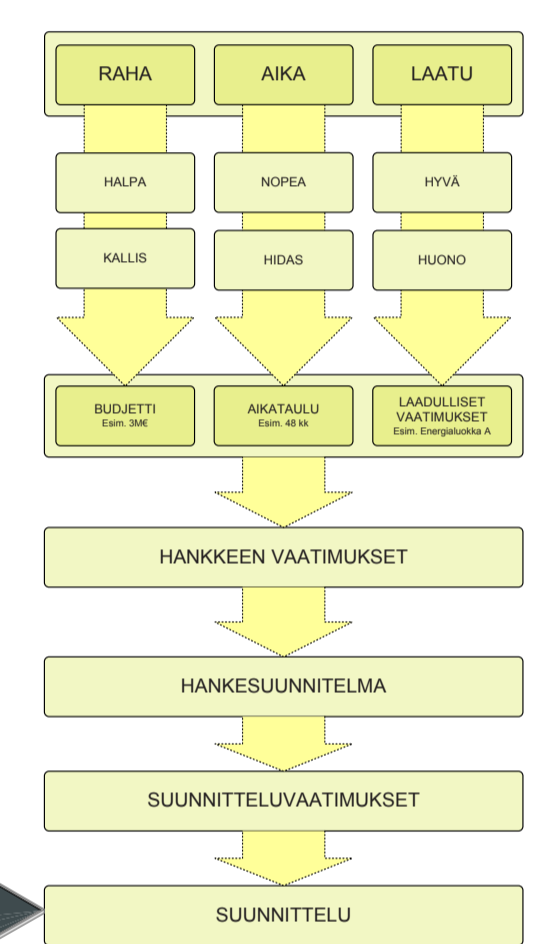 RAHA
AIKA
LAATU
HALPA
NOPEA
HYVÄ
KALLIS
HIDAS
HUONO
BUDJETTI
Esim. 3M€
AIKATAULU
Esim. 48 kk
LAADULLISET
VAATIMUKSET
Esim. Energialuokka A
HANKKEEN VAATIMUKSET
HANKESUUNNITELMA
SUUNNITTELUVAATIMUKSET
SUUNNITTELU